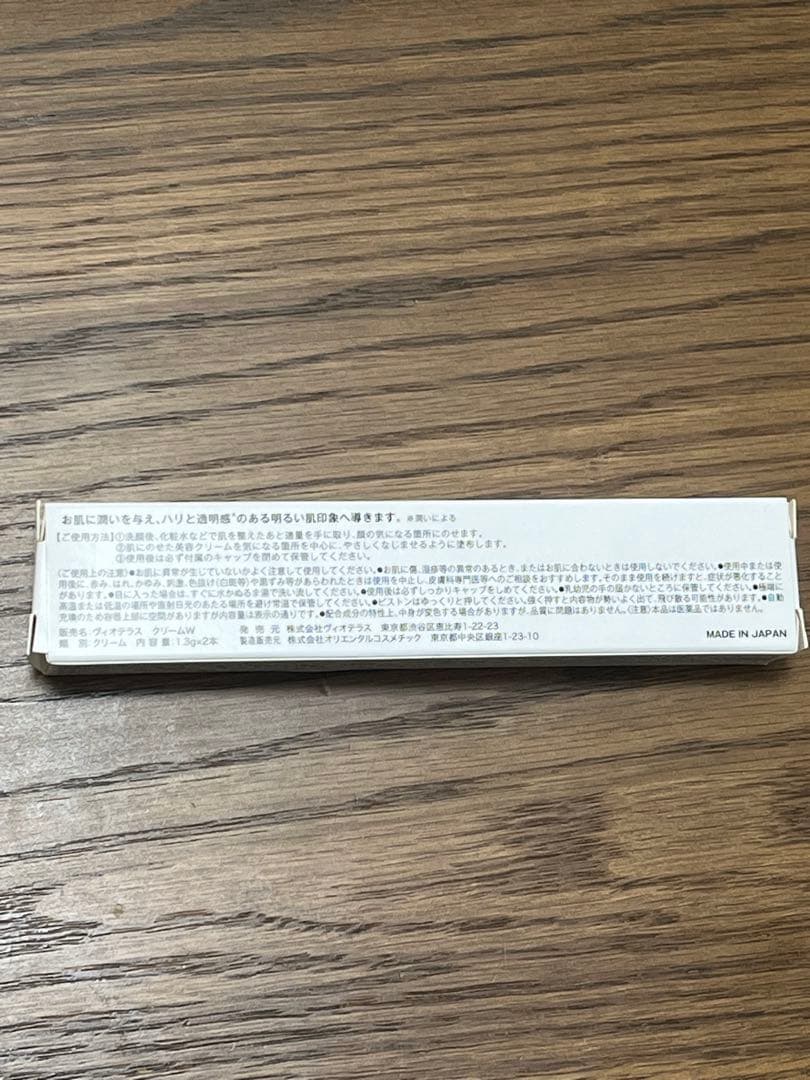 お肌に潤いを与え、ハリと透明感*のある明るい肌印象へ導きます。 ※潤いによる
【ご使用方法】①洗顔後、化粧水などで肌を整えたあと適量を手に取り、顔の気になる箇所にのせます。
②肌にのせた美容クリームを気になる箇所を中心に、やさしくなじませるように塗布します。
③使用後は必ず付属のキャップを閉めて保管してください。
〈ご使用上の注意〉●お肌に異常が生じていないかよく注意して使用してください。●お肌に傷、湿疹等の異常のあるとき、またはお肌に合わないときは使用しないでください。●使用中または使
用後に、赤み、はれ、かゆみ、刺激、色抜け(白斑等)や黒ずみ等があらわれたときは使用を中止し、皮膚科専門医等へのご相談をおすすめします。そのまま使用を続けますと、症状が悪化すること
があります。●目に入った場合は、すぐに水かぬるま湯で洗い流してください。●使用後は必ずしっかりキャップをしめてください。●乳幼児の手の届かないところに保管してください。●極端に
高温または低温の場所や直射日光のあたる場所を避け常温で保管してください。●ピストンはゆっくりと押してください。強く押すと内容物が勢いよく出て、飛び散る可能性があります。●自動
充填のため容器上部に空間がありますが内容量は表示の通りです。●配合成分の特性上、中身が変色する場合がありますが、品質に問題はありません。〈注意〉本品は医薬品ではありません。
販売名:ヴィオテラス クリームW 発売元 株式会社ヴィオテラス 東京都渋谷区恵比寿1-22-23
種 別:クリーム 内容量:1.3g×2本 製造販売元 株式会社オリエンタルコスメチック 東京都中央区銀座1-23-10
MADE IN JAPAN